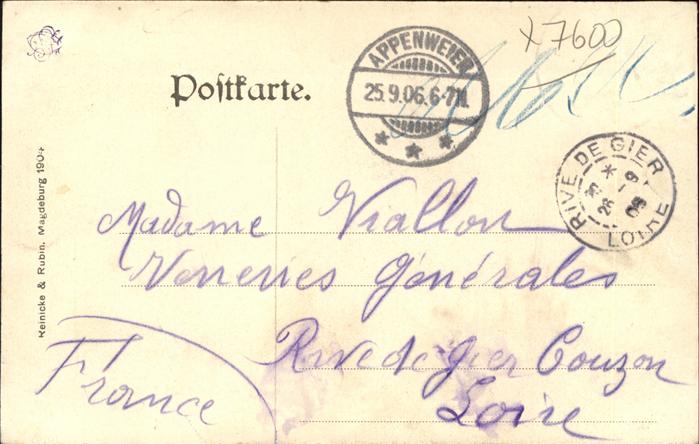 x 7600
Postkarte.
APPENWEIER
25.9.06.6-7N.
* * *
RIVE DE GIER
LOIRE
Reinicke & Rubin, Magdeburg 1904
Madame Viallon
Verreries Générales
Rive de Gier Couzon
Loire
France